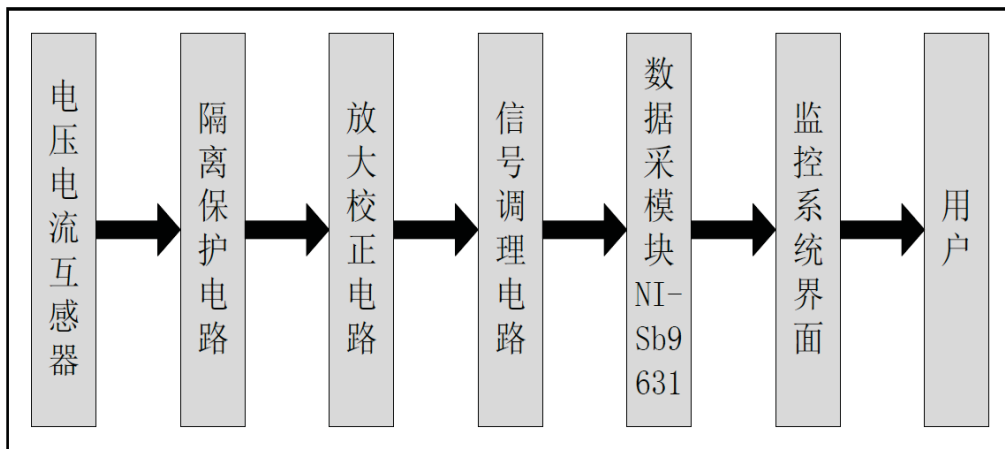 电压电流互感器
隔离保护电路
放大校正电路
信号调理电路
数据采模块NI-Sb9631
监控系统界面
用户